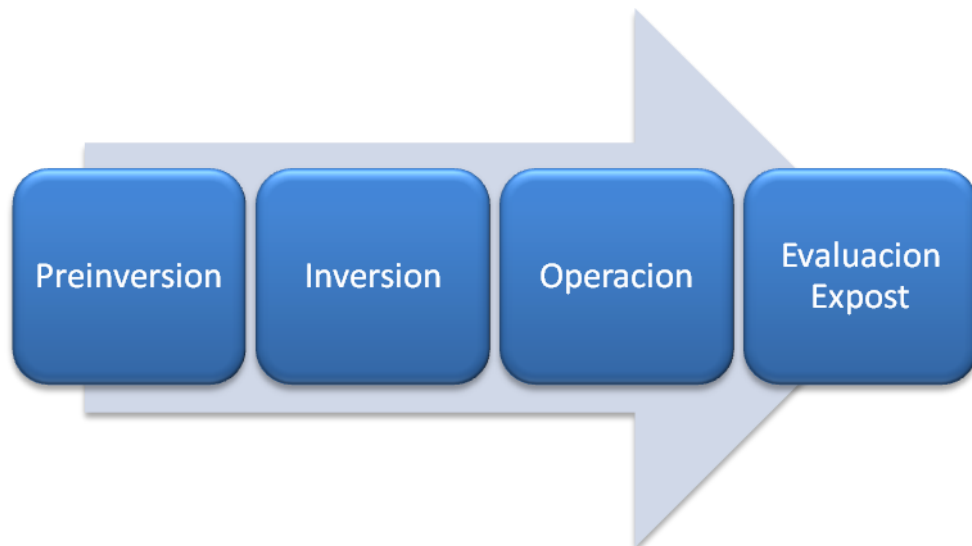 Preinversion
Inversion
Operacion
Evaluacion
Expost